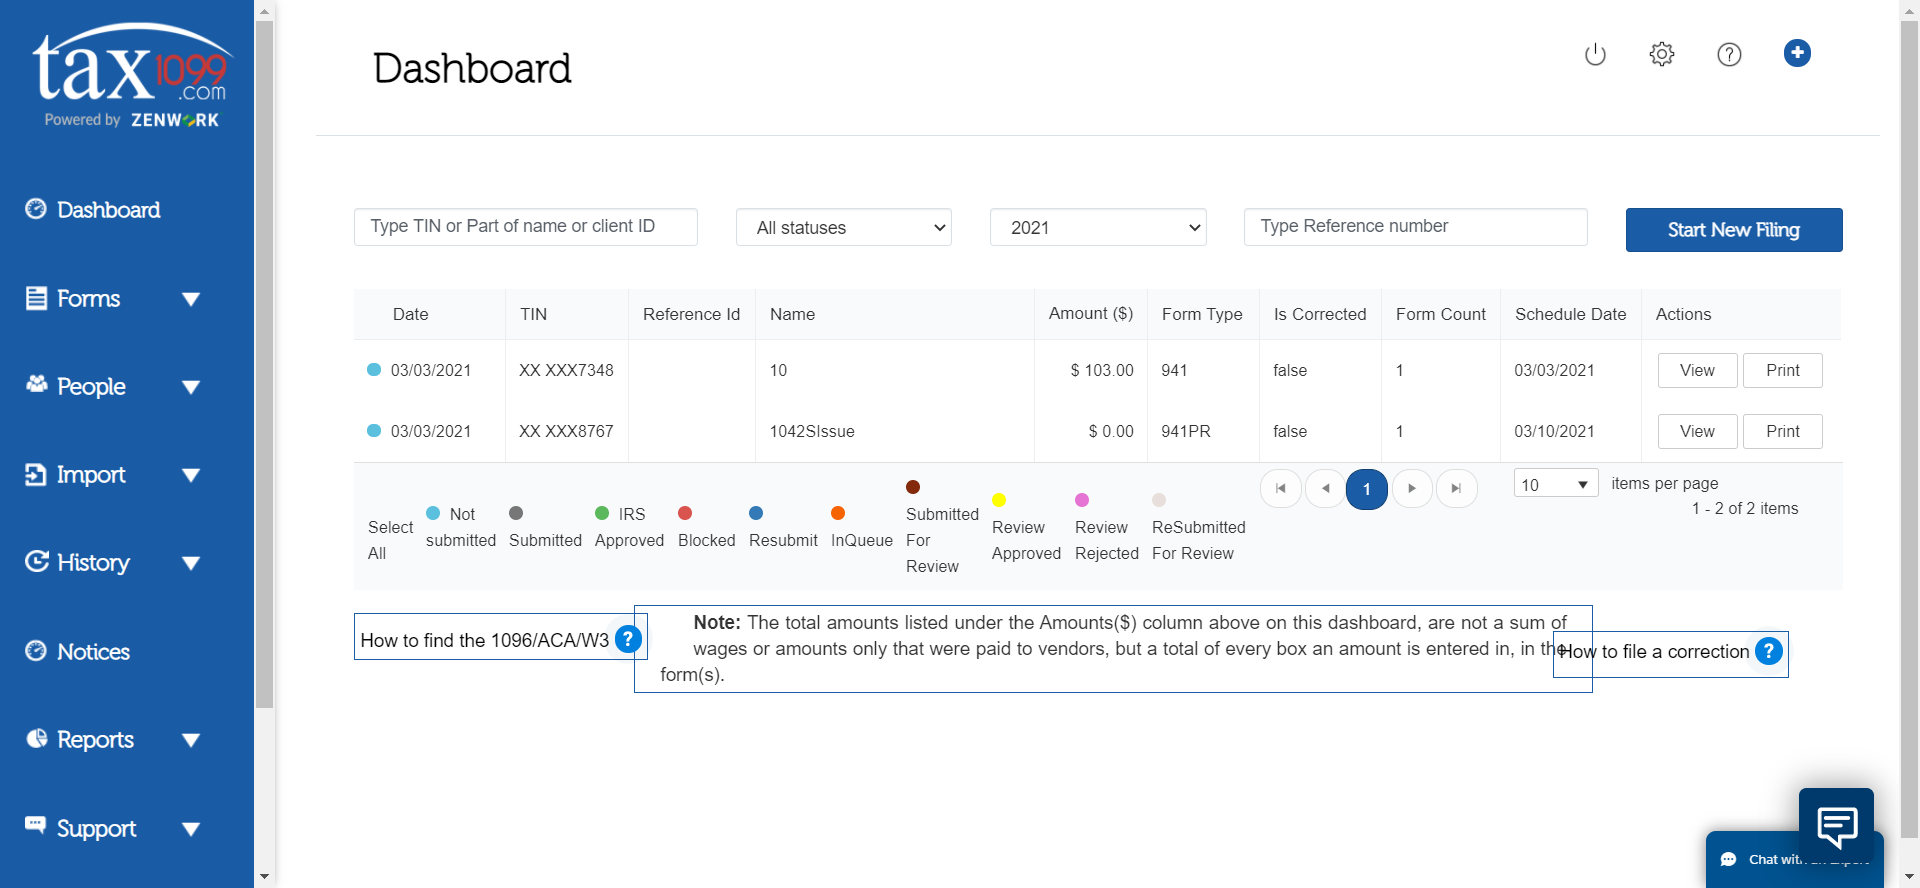 tax1099.com
Powered by ZENWORK
Dashboard
Forms
People
Import
History
Notices
Reports
Support
Dashboard
Type TIN or Part of name or client ID
All statuses
2021
Type Reference number
Start New Filing
Date TIN Reference Id Name Amount ($) Form Type Is Corrected Form Count Schedule Date Actions
03/03/2021 XX XXX7348 10 $ 103.00 941 false 1 03/03/2021 View Print
03/03/2021 XX XXX8767 1042SIssue $ 0.00 941PR false 1 03/10/2021 View Print
Select
All
Not
submitted
Submitted
IRS
Approved
Blocked
Resubmit
InQueue
Submitted
For
Review
Review
Approved
Review
Rejected
ReSubmitted
For Review
1
10
items per page
1 - 2 of 2 items
How to find the 1096/ACA/W3 ?
Note: The total amounts listed under the Amounts($) column above on this dashboard, are not a sum of
wages or amounts only that were paid to vendors, but a total of every box an amount is entered in, in the
form(s).
How to file a correction ?
Chat with